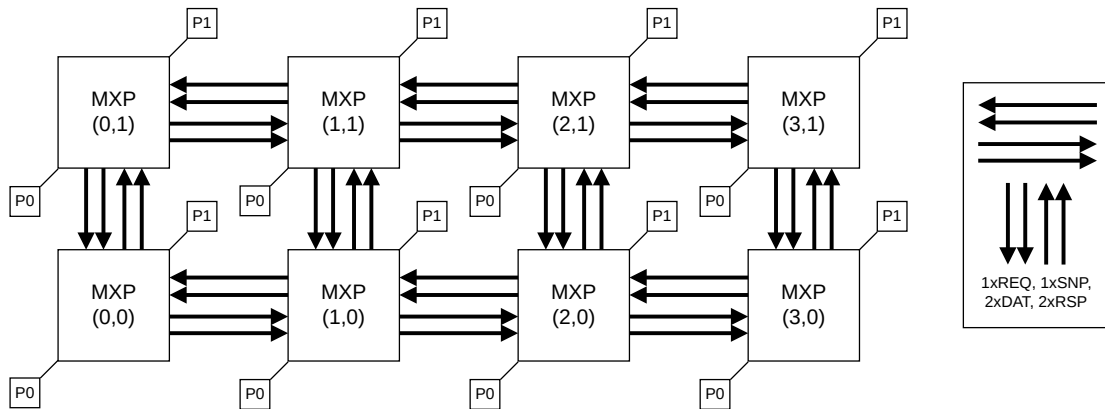 P1 P1 P1 P1
MXP MXP MXP MXP
(0,1) (1,1) (2,1) (3,1)
P0 P0 P0 P0
P1 P1 P1 P1
MXP MXP MXP MXP
(0,0) (1,0) (2,0) (3,0)
P0 P0 P0 P0
1xREQ, 1xSNP,
2xDAT, 2xRSP